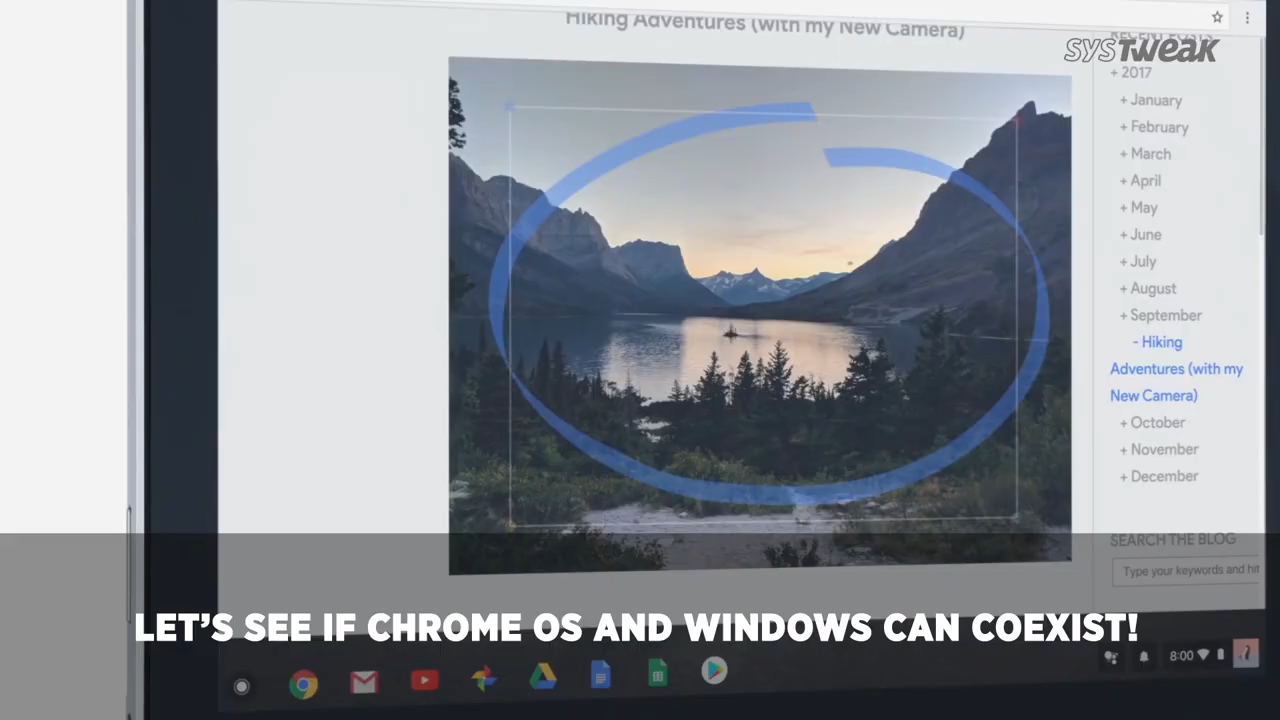 Hiking Adventures (with my New Camera)
RECENT POSTS
SYSTWEAK
+ 2017
+ January
+ February
+ March
+ April
+ May
+ June
+ July
+ August
+ September
- Hiking
Adventures (with my
New Camera)
+ October
+ November
+ December
SEARCH THE BLOG
Type your keywords and hit
LET'S SEE IF CHROME OS AND WINDOWS CAN COEXIST!
8:00